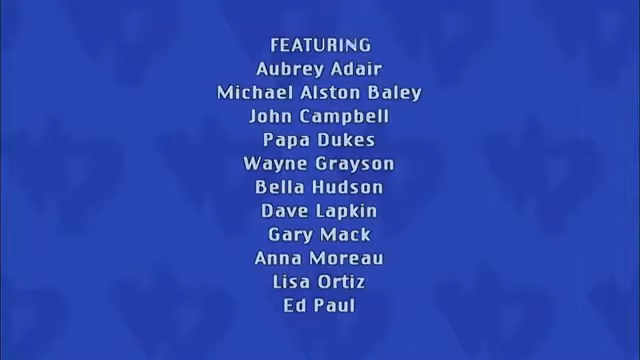 FEATURING
Aubrey Adair
Michael Alston Baley
John Campbell
Papa Dukes
Wayne Grayson
Bella Hudson
Dave Lapkin
Gary Mack
Anna Moreau
Lisa Ortiz
Ed Paul